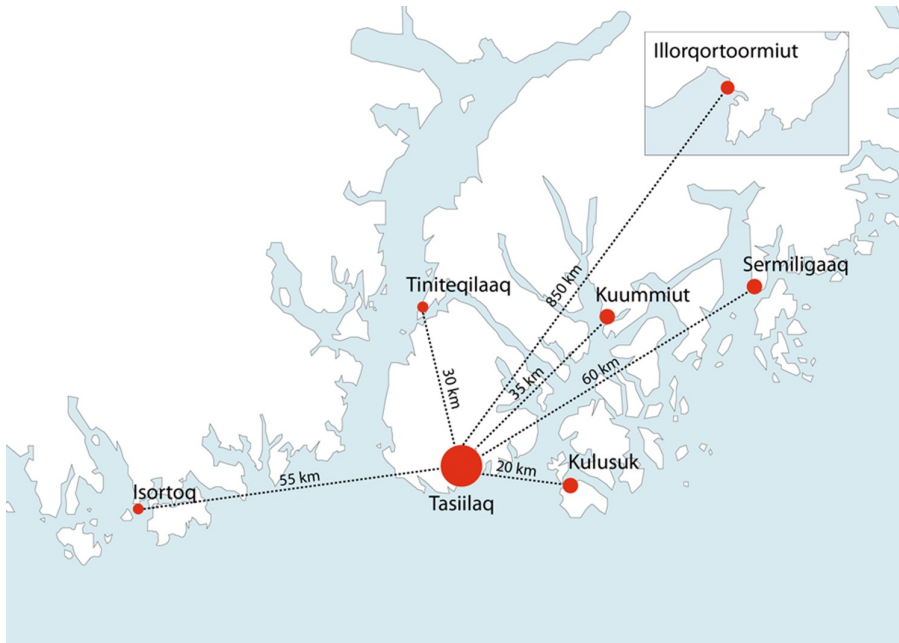 Illorqortoormiut
850 km
Sermiligaaq
Tiniteqilaaq
Kuummiut
30 km
35 km
60 km
Kulusuk
20 km
55 km
Isortoq
Tasiilaq